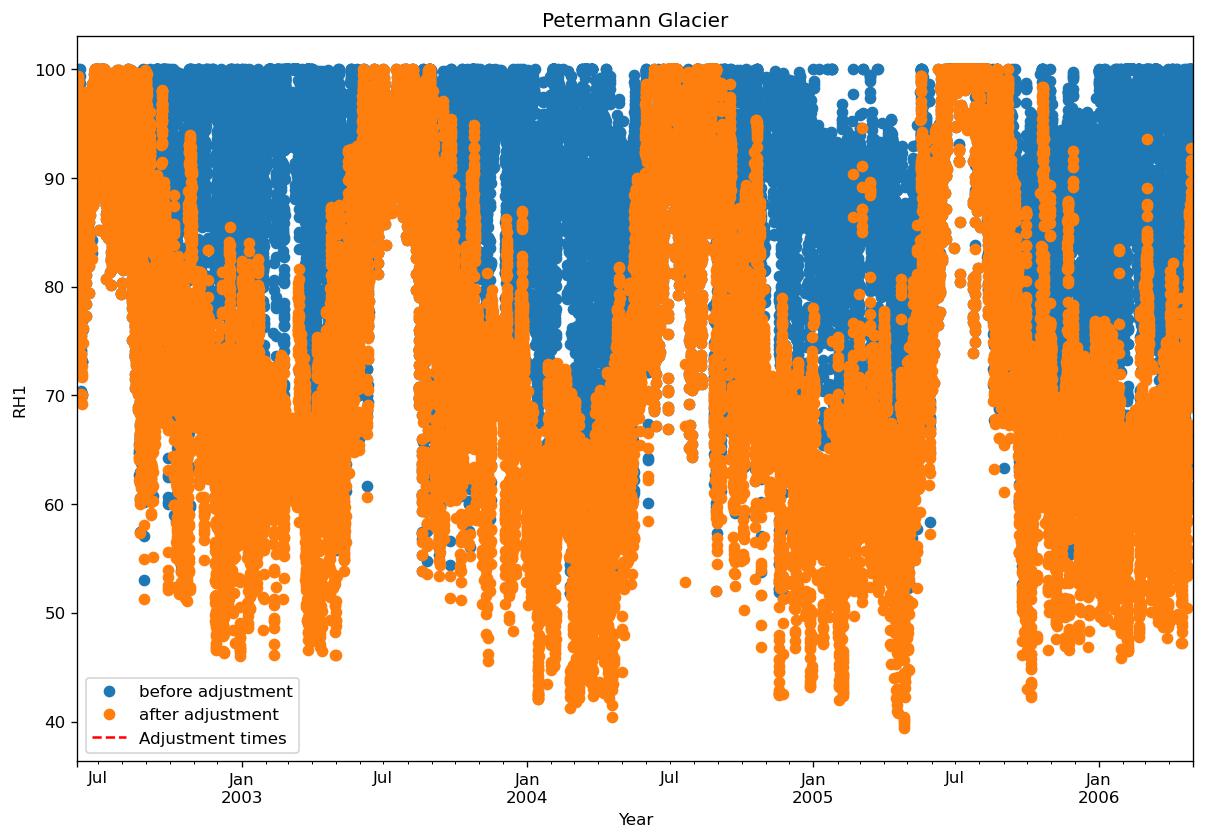 Petermann Glacier
100
90
80
70
60
50
40
RH1
before adjustment
after adjustment
Adjustment times
Jul
Jan
2003
Jul
Jan
2004
Jul
Jan
2005
Jul
Jan
2006
Year